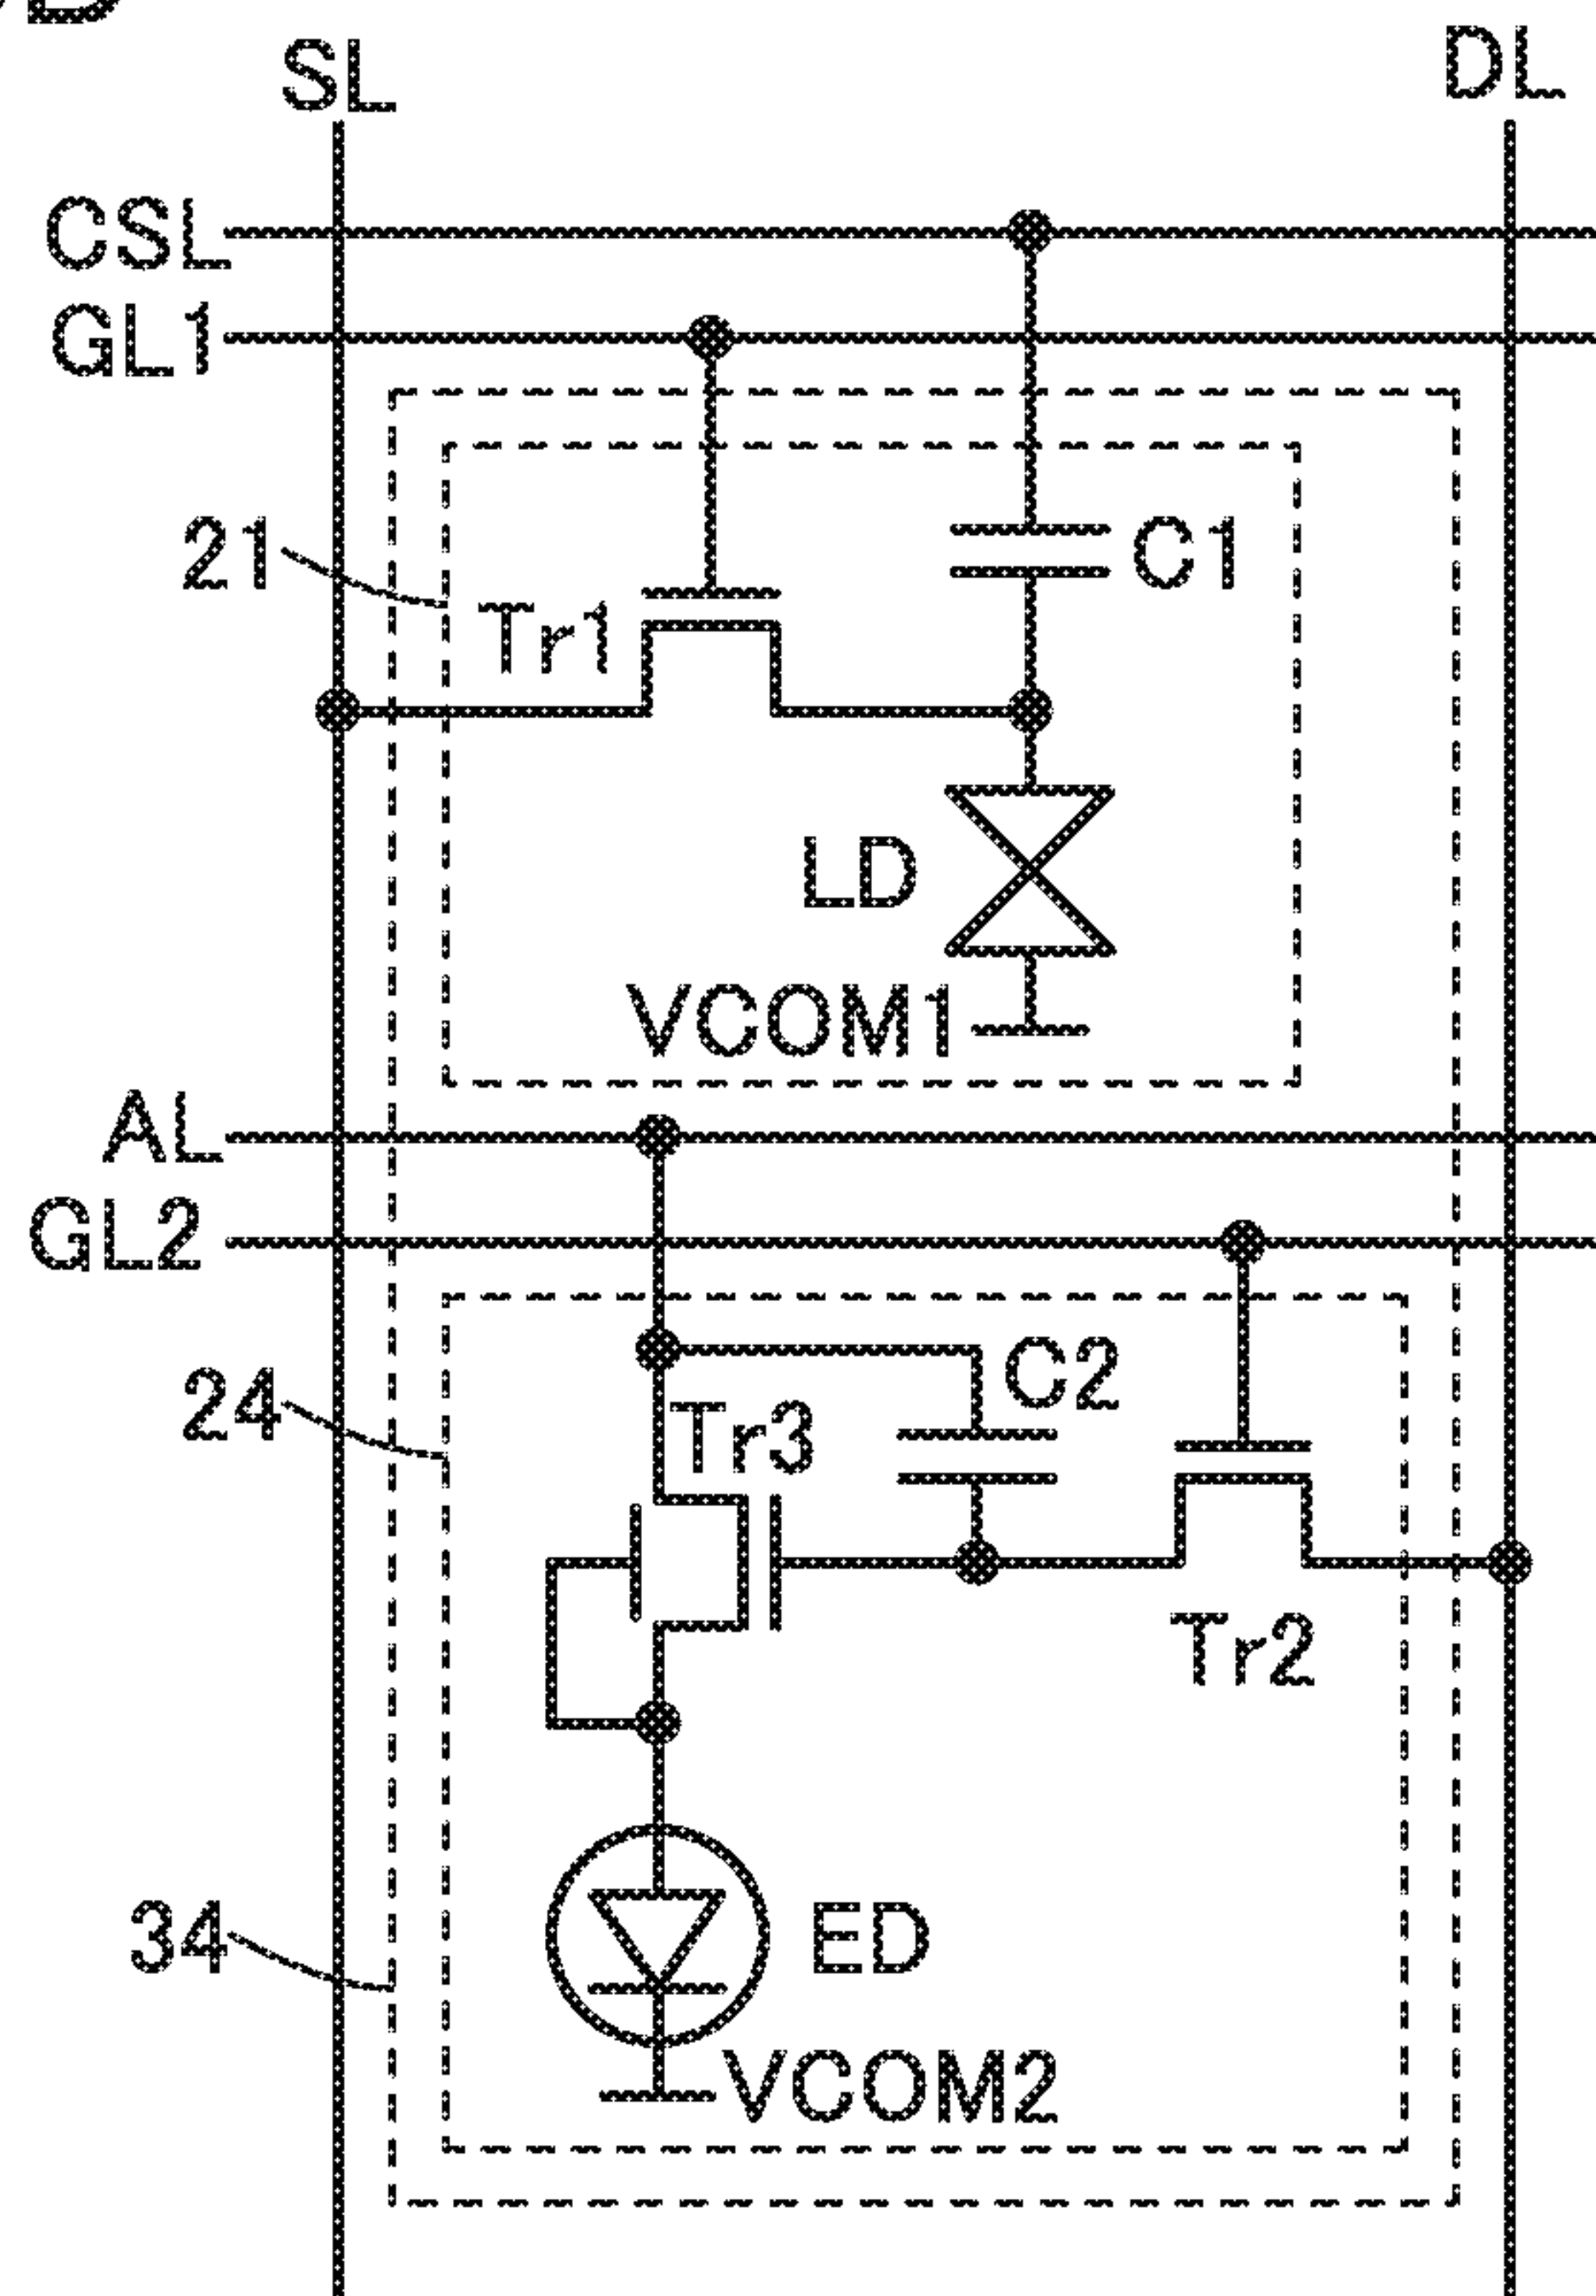 SL
DL
CSL
GL1
21
Tr1
C1
LD
VCOM1
AL
GL2
24
C2
Tr3
Tr2
34
ED
VCOM2